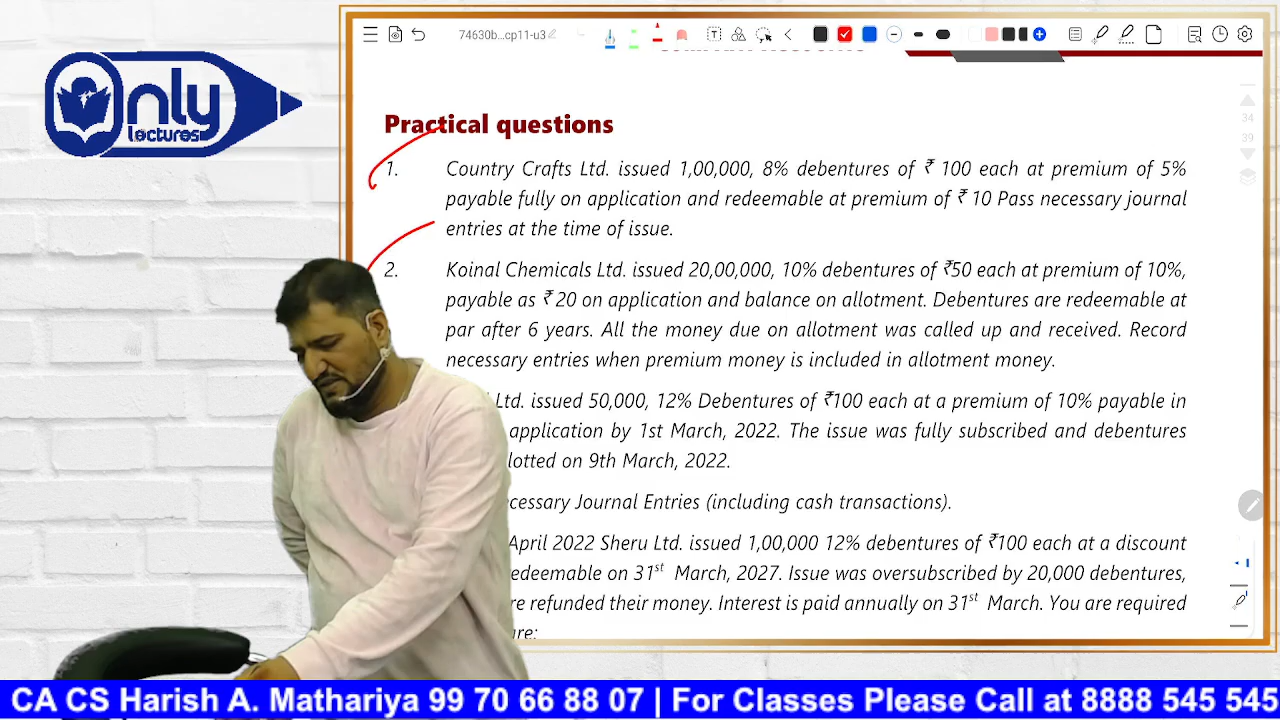 Only
lectures
74630b...cp11-u3
34
39
Practical questions
1. Country Crafts Ltd. issued 1,00,000, 8% debentures of ₹ 100 each at premium of 5%
payable fully on application and redeemable at premium of ₹ 10 Pass necessary journal
entries at the time of issue.
2. Koinal Chemicals Ltd. issued 20,00,000, 10% debentures of ₹50 each at premium of 10%,
payable as ₹ 20 on application and balance on allotment. Debentures are redeemable at
par after 6 years. All the money due on allotment was called up and received. Record
necessary entries when premium money is included in allotment money.
Ltd. issued 50,000, 12% Debentures of ₹100 each at a premium of 10% payable in
application by 1st March, 2022. The issue was fully subscribed and debentures
lotted on 9th March, 2022.
cessary Journal Entries (including cash transactions).
April 2022 Sheru Ltd. issued 1,00,000 12% debentures of ₹100 each at a discount
edeemable on 31st March, 2027. Issue was oversubscribed by 20,000 debentures,
re refunded their money. Interest is paid annually on 31st March. You are required
are:
CA CS Harish A. Mathariya 99 70 66 88 07 | For Classes Please Call at 8888 545 545